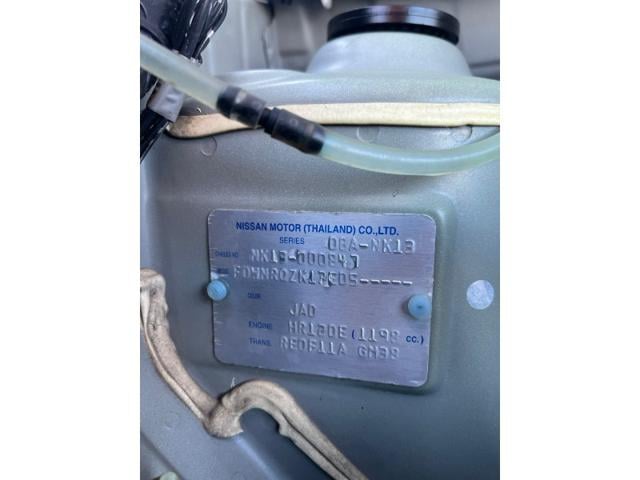 NISSAN MOTOR (THAILAND) CO.,LTD.
SERIES DBA-NK13
CHASSIS NO NK13-000347
COLOR
JAD
ENGINE. HR12DE (1198 CC.)
TRANS. RE0F11A GM38